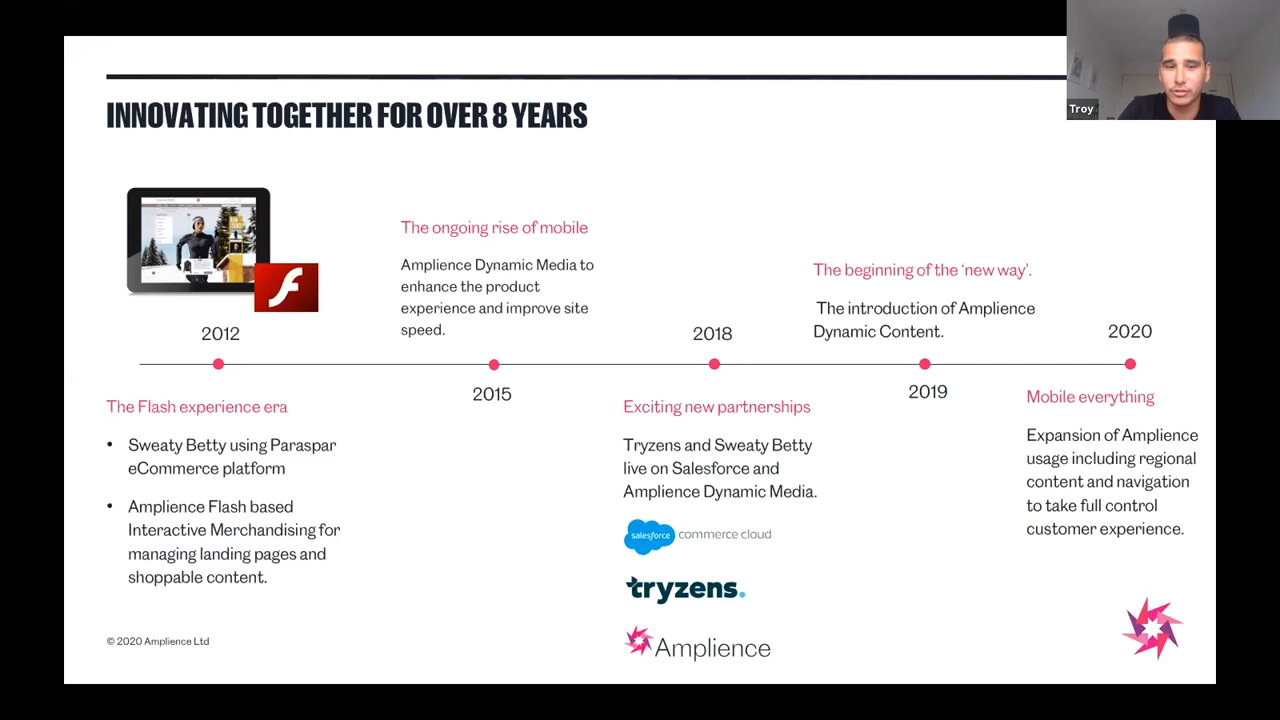 Troy
INNOVATING TOGETHER FOR OVER 8 YEARS
2012
The Flash experience era
• Sweaty Betty using Paraspar
eCommerce platform
• Amplience Flash based
Interactive Merchandising for
managing landing pages and
shoppable content.
The ongoing rise of mobile
Amplience Dynamic Media to
enhance the product
experience and improve site
speed.
2015
2018
Exciting new partnerships
Tryzens and Sweaty Betty
live on Salesforce and
Amplience Dynamic Media.
salesforce commerce cloud
tryzens.
Amplience
The beginning of the ‘new way’.
The introduction of Amplience
Dynamic Content.
2019
2020
Mobile everything
Expansion of Amplience
usage including regional
content and navigation
to take full control
customer experience.
© 2020 Amplience Ltd